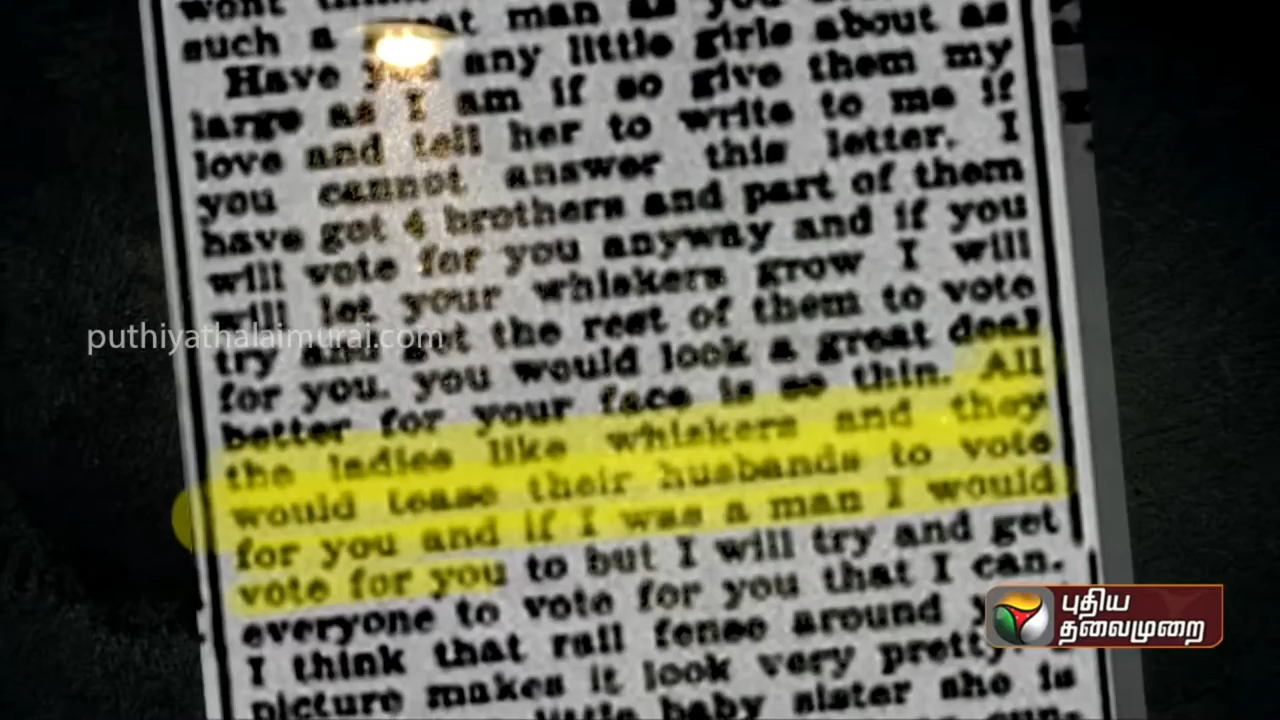 such a great man as
Have you any little girls about as
large as I am if so give them my
love and tell her to write to me if
you cannot answer this letter. I
have got 4 brothers and part of them
will vote for you anyway and if you
will let your whiskers grow I will
try and get the rest of them to vote
for you. you would look a great deal
better for your face is so thin. All
the ladies like whiskers and they
would tease their husbands to vote
for you and if I was a man I would
vote for you to but I will try and get
everyone to vote for you that I can.
I think that rail fense around
picture makes it look very pretty.
little baby sister she is
puthiyathalaimurai.com
புதிய
தலைமுறை